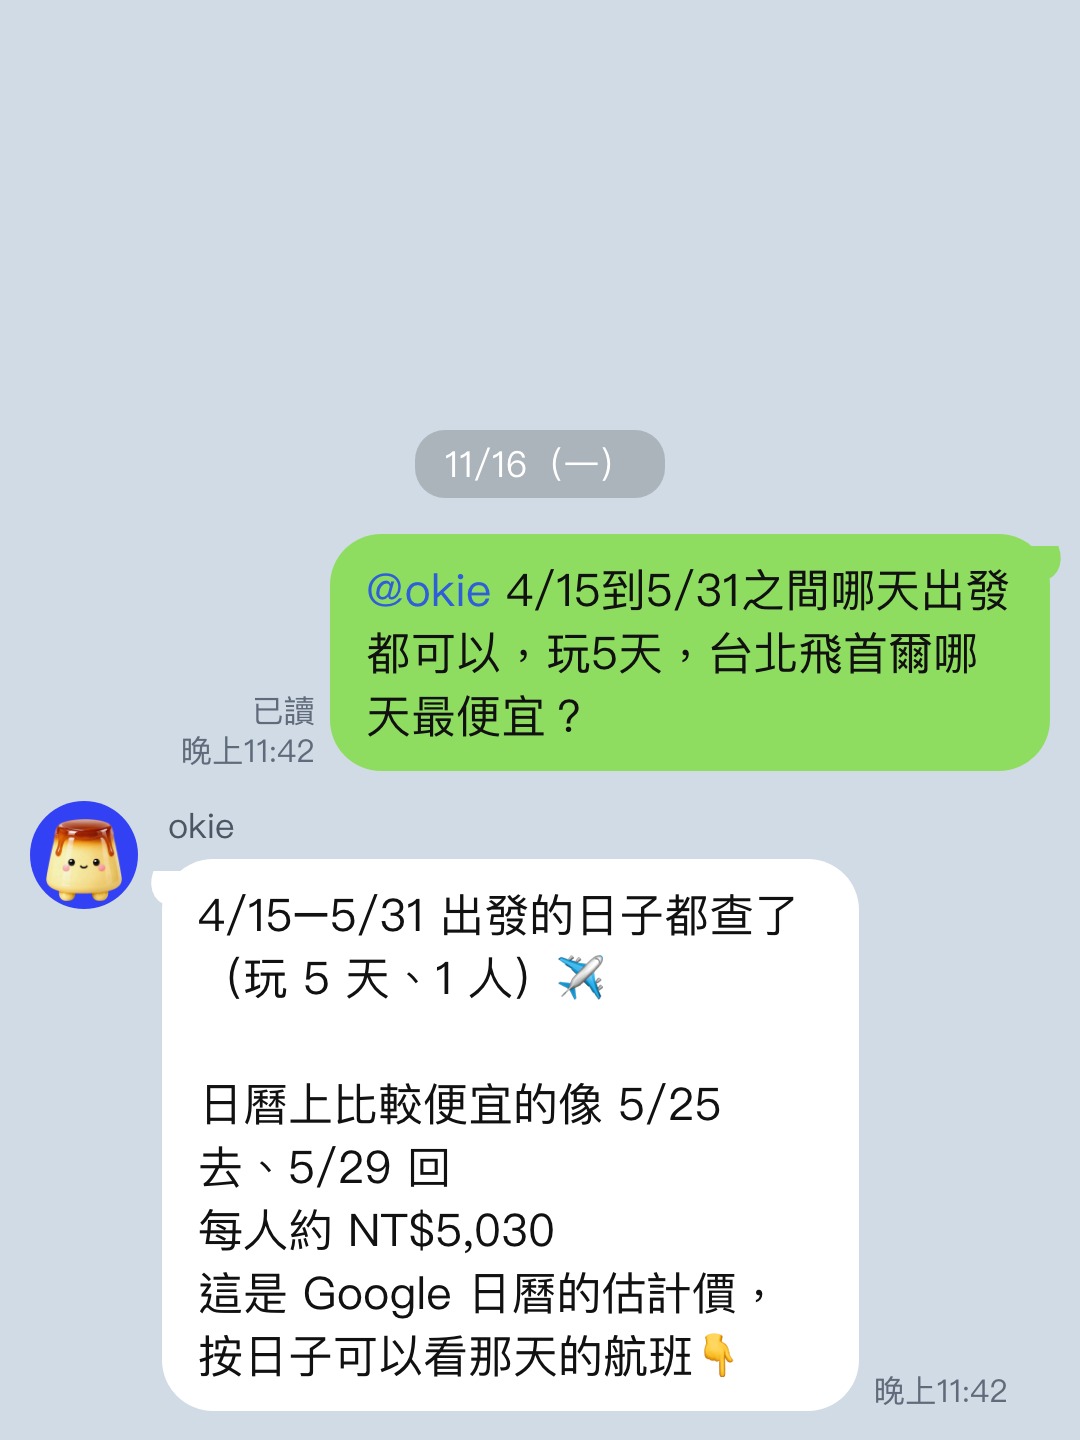 11/16（一）
@okie 4/15到5/31之間哪天出發
都可以，玩5天，台北飛首爾哪
天最便宜？
已讀
晚上11:42
okie
4/15–5/31 出發的日子都查了
（玩 5 天、1 人）✈️
日曆上比較便宜的像 5/25
去、5/29 回
每人約 NT$5,030
這是 Google 日曆的估計價，
按日子可以看那天的航班👇
晚上11:42